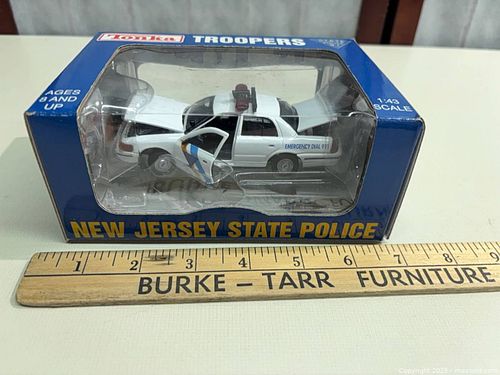 Tonka TROOPERS
AGES
8 AND
UP
1:43
SCALE
EMERGENCY DIAL 911
NEW JERSEY STATE POLICE
1 2 3 4 5 6 7 8 9
BURKE – TARR FURNITURE